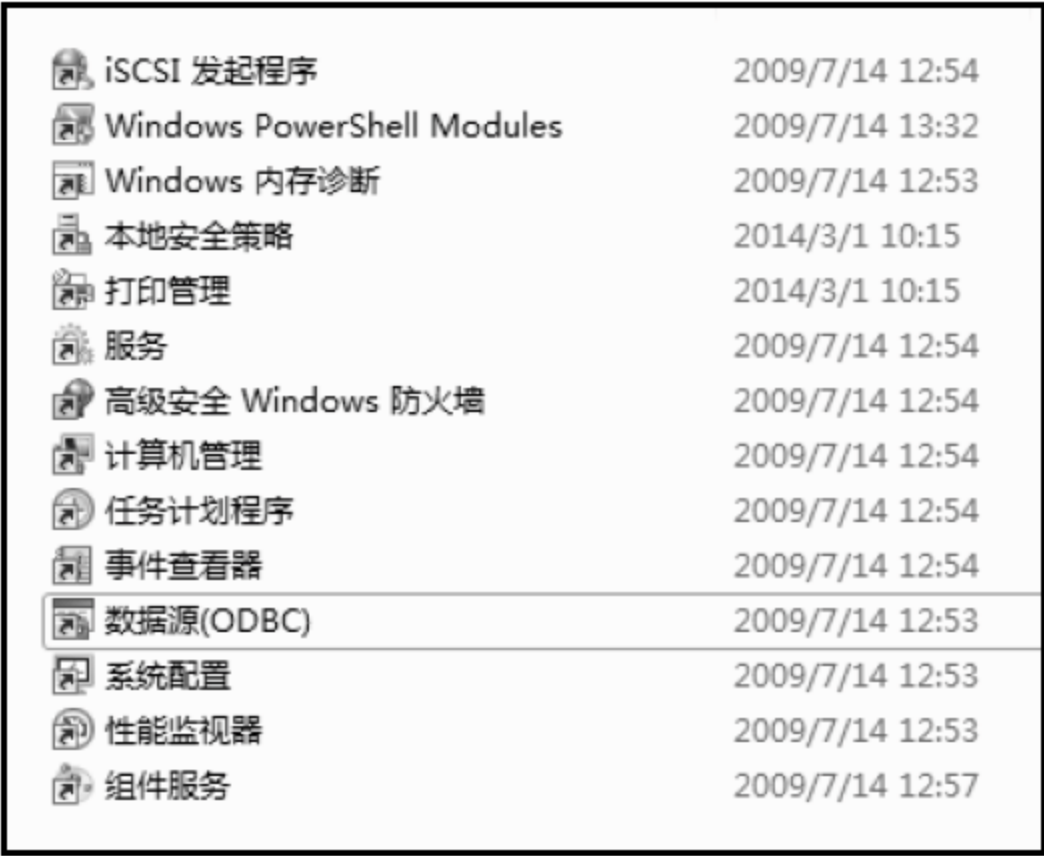 iSCSI 发起程序 2009/7/14 12:54
Windows PowerShell Modules 2009/7/14 13:32
Windows 内存诊断 2009/7/14 12:53
本地安全策略 2014/3/1 10:15
打印管理 2014/3/1 10:15
服务 2009/7/14 12:54
高级安全 Windows 防火墙 2009/7/14 12:54
计算机管理 2009/7/14 12:54
任务计划程序 2009/7/14 12:54
事件查看器 2009/7/14 12:54
数据源(ODBC) 2009/7/14 12:53
系统配置 2009/7/14 12:53
性能监视器 2009/7/14 12:53
组件服务 2009/7/14 12:57